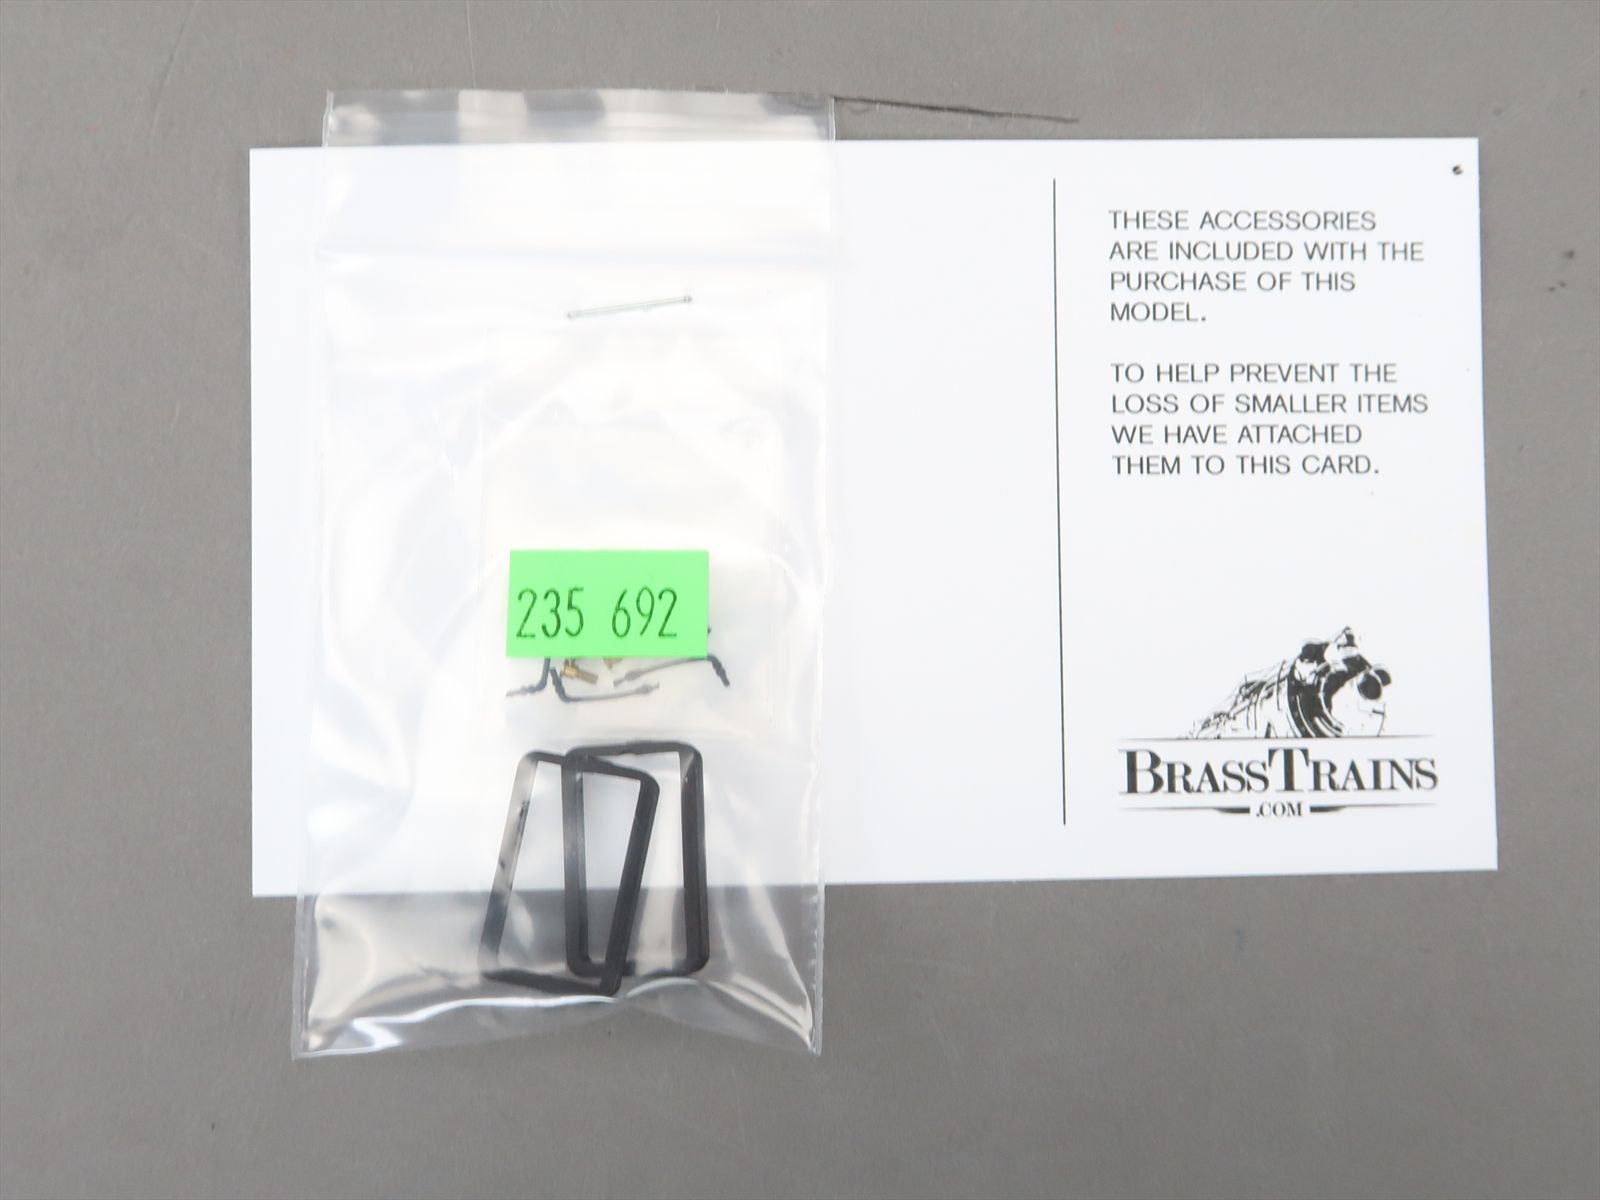 235 692
THESE ACCESSORIES
ARE INCLUDED WITH THE
PURCHASE OF THIS
MODEL.
TO HELP PREVENT THE
LOSS OF SMALLER ITEMS
WE HAVE ATTACHED
THEM TO THIS CARD.
BRASSTRAINS
.COM